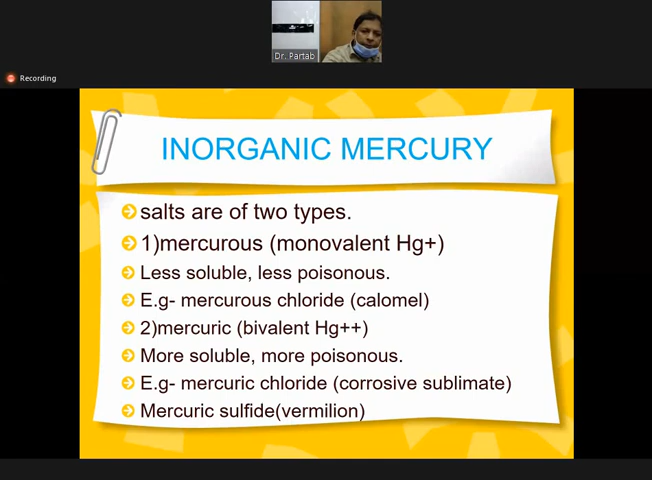 Dr. Partab
Recording
INORGANIC MERCURY
salts are of two types.
1)mercurous (monovalent Hg+)
Less soluble, less poisonous.
E.g- mercurous chloride (calomel)
2)mercuric (bivalent Hg++)
More soluble, more poisonous.
E.g- mercuric chloride (corrosive sublimate)
Mercuric sulfide(vermilion)